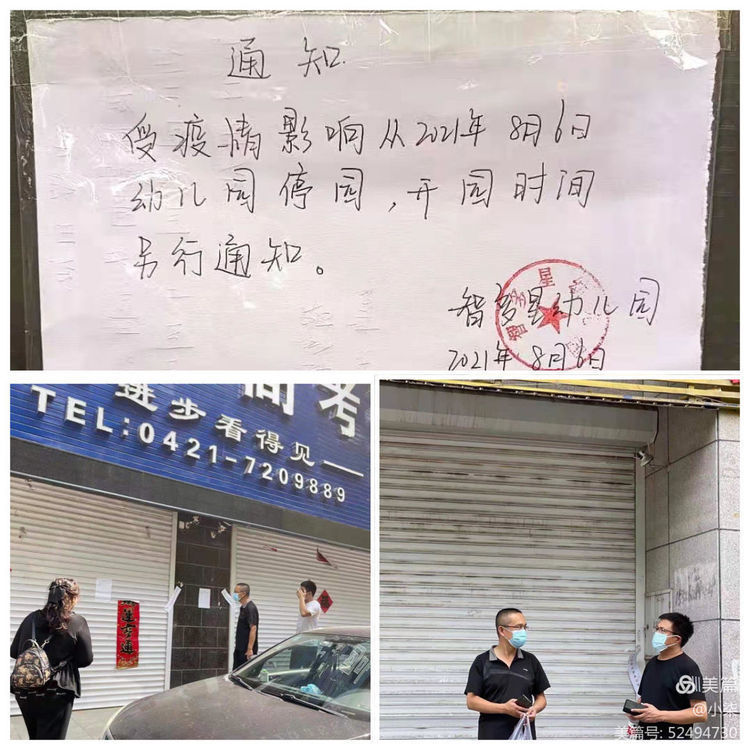 通知
受疫情影响从2021年8月6日
幼儿园停园，开园时间
另行通知。
智多星幼儿园
2021年8月6日
高考
进步看得见—
TEL:0421-7209889
美篇
@小柒
美篇号: 52494730